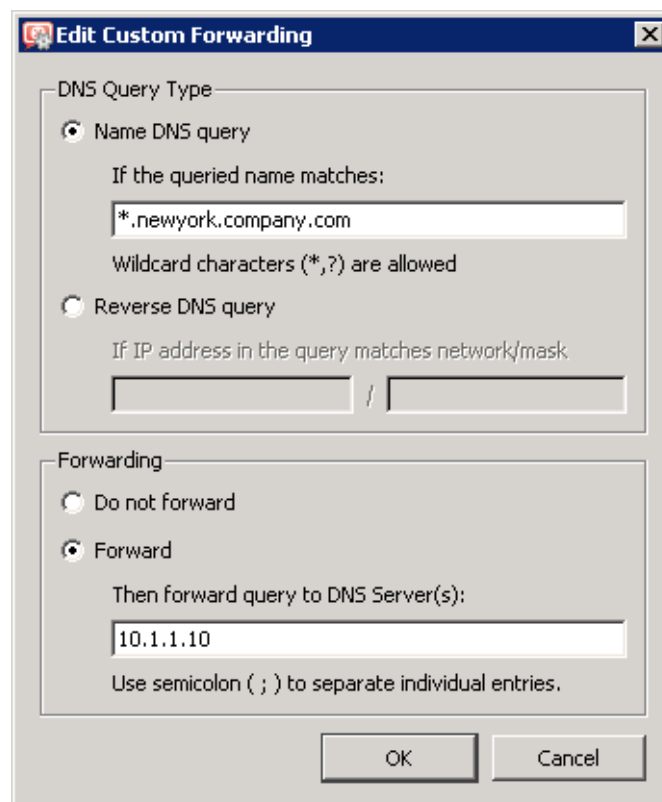 Edit Custom Forwarding
DNS Query Type
Name DNS query
If the queried name matches:
*.newyork.company.com
Wildcard characters (*,?) are allowed
Reverse DNS query
If IP address in the query matches network/mask
/
Forwarding
Do not forward
Forward
Then forward query to DNS Server(s):
10.1.1.10
Use semicolon ( ; ) to separate individual entries.
OK Cancel